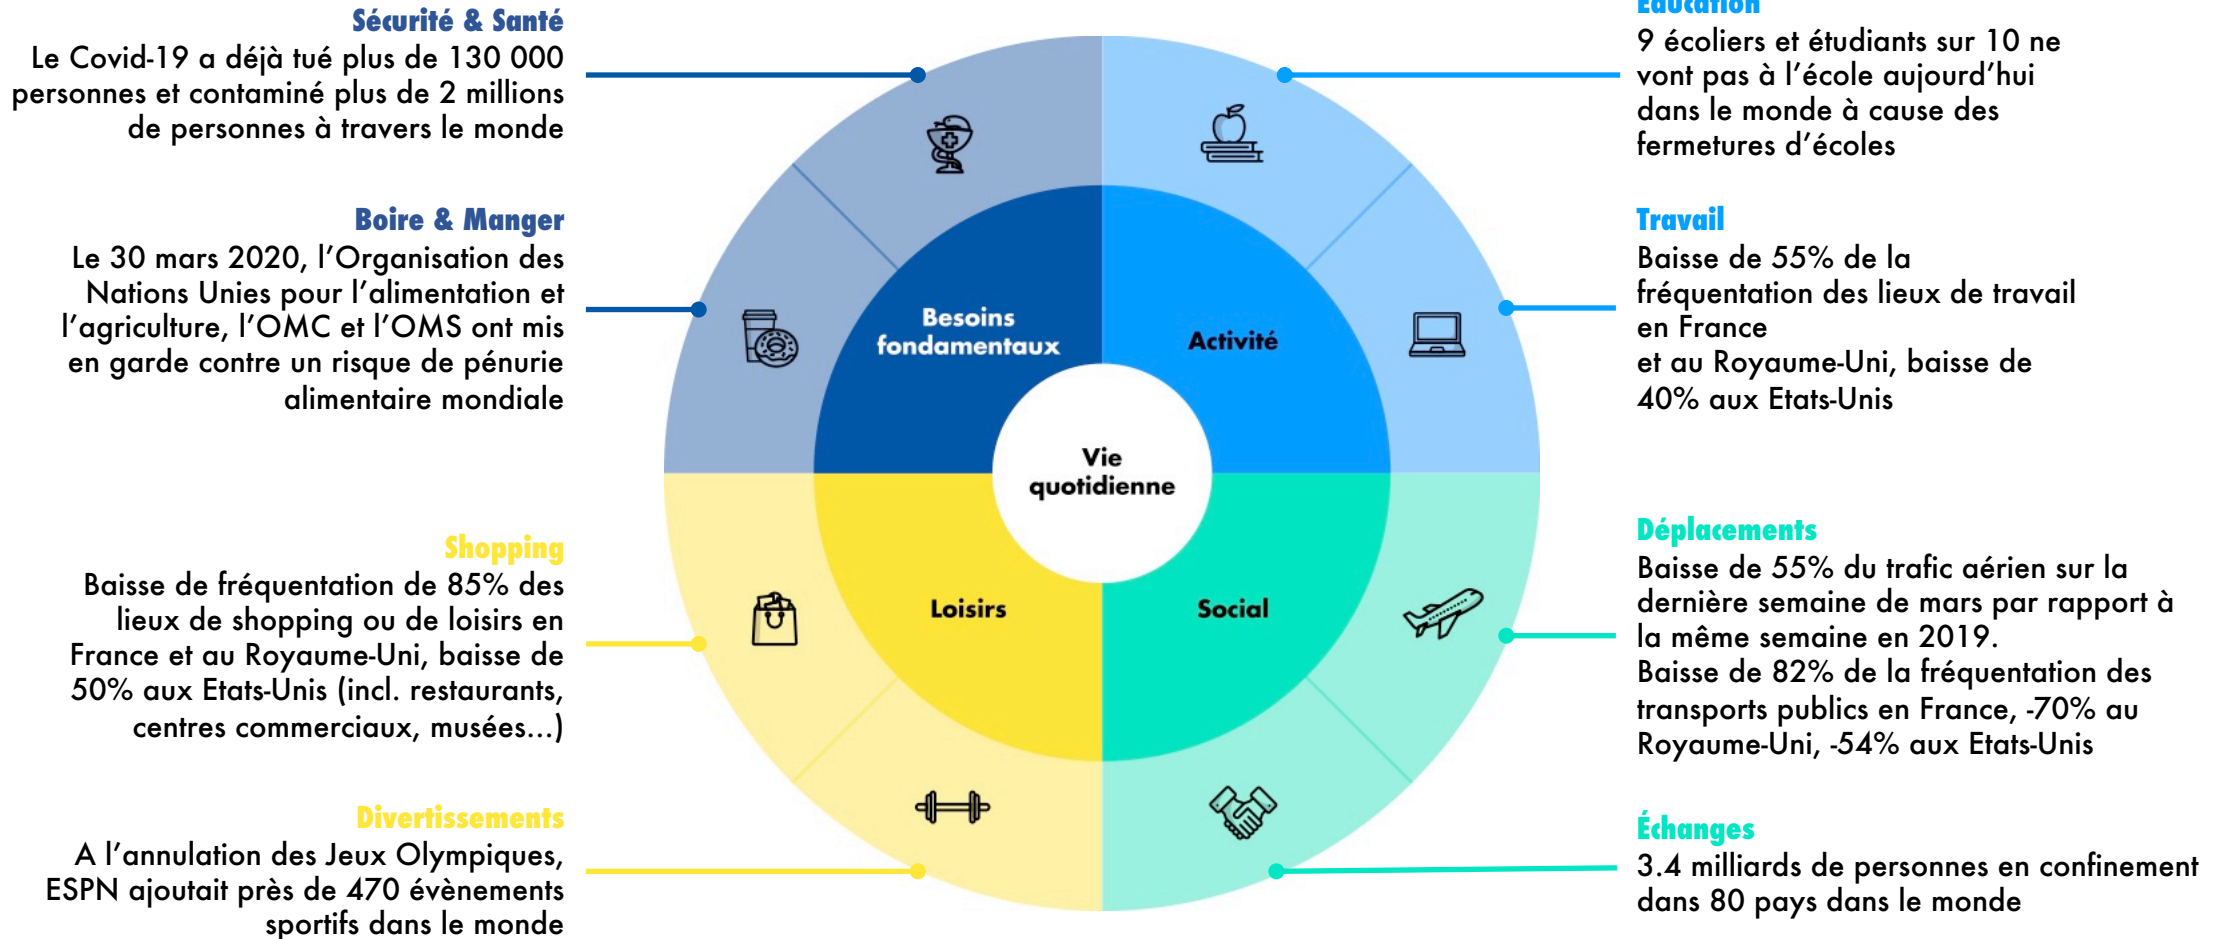 Sécurité & Santé
Le Covid-19 a déjà tué plus de 130 000
personnes et contaminé plus de 2 millions
de personnes à travers le monde
Boire & Manger
Le 30 mars 2020, l’Organisation des
Nations Unies pour l’alimentation et
l’agriculture, l’OMC et l’OMS ont mis
en garde contre un risque de pénurie
alimentaire mondiale
Shopping
Baisse de fréquentation de 85% des
lieux de shopping ou de loisirs en
France et au Royaume-Uni, baisse de
50% aux Etats-Unis (incl. restaurants,
centres commerciaux, musées...)
Divertissements
A l’annulation des Jeux Olympiques,
ESPN ajoutait près de 470 évènements
sportifs dans le monde
Besoins
fondamentaux
Activité
Vie
quotidienne
Loisirs
Social
Education
9 écoliers et étudiants sur 10 ne
vont pas à l’école aujourd’hui
dans le monde à cause des
fermetures d’écoles
Travail
Baisse de 55% de la
fréquentation des lieux de travail
en France
et au Royaume-Uni, baisse de
40% aux Etats-Unis
Déplacements
Baisse de 55% du trafic aérien sur la
dernière semaine de mars par rapport à
la même semaine en 2019.
Baisse de 82% de la fréquentation des
transports publics en France, -70% au
Royaume-Uni, -54% aux Etats-Unis
Échanges
3.4 milliards de personnes en confinement
dans 80 pays dans le monde